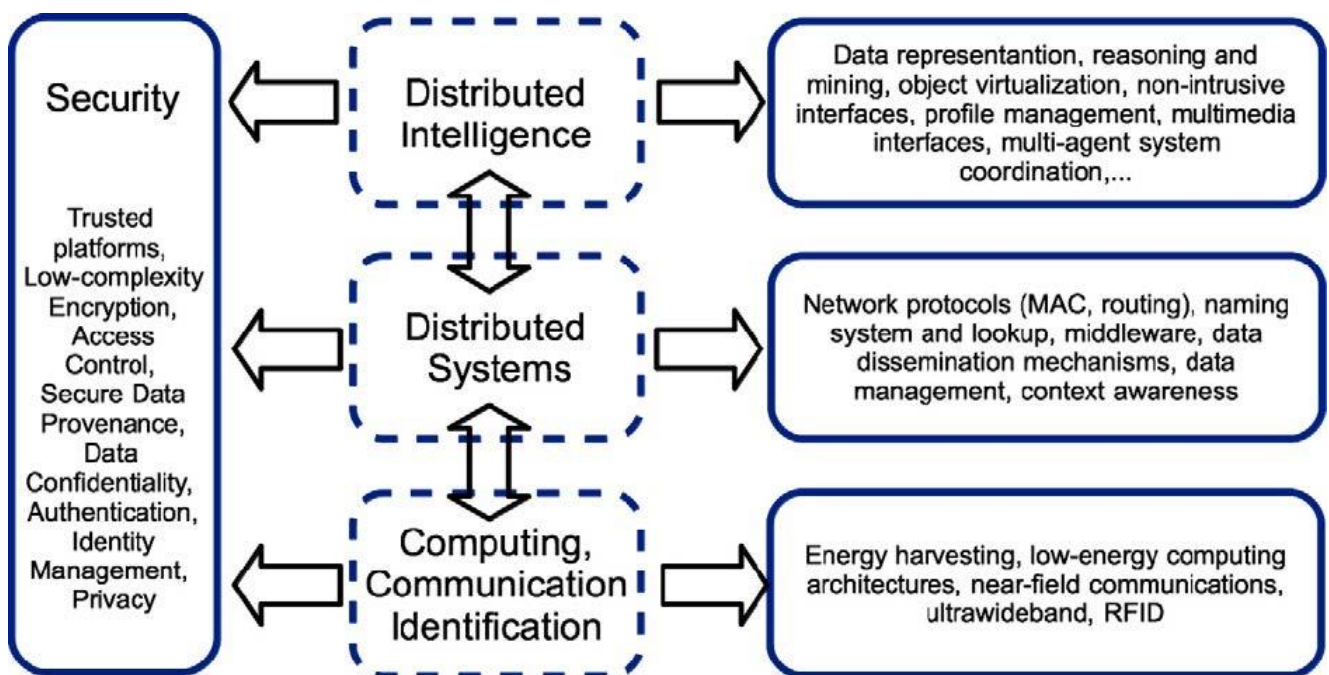 Security
Trusted
platforms,
Low-complexity
Encryption,
Access
Control,
Secure Data
Provenance,
Data
Confidentiality,
Authentication,
Identity
Management,
Privacy
Distributed
Intelligence
Data representantion, reasoning and
mining, object virtualization, non-intrusive
interfaces, profile management, multimedia
interfaces, multi-agent system
coordination,...
Distributed
Systems
Network protocols (MAC, routing), naming
system and lookup, middleware, data
dissemination mechanisms, data
management, context awareness
Computing,
Communication
Identification
Energy harvesting, low-energy computing
architectures, near-field communications,
ultrawideband, RFID